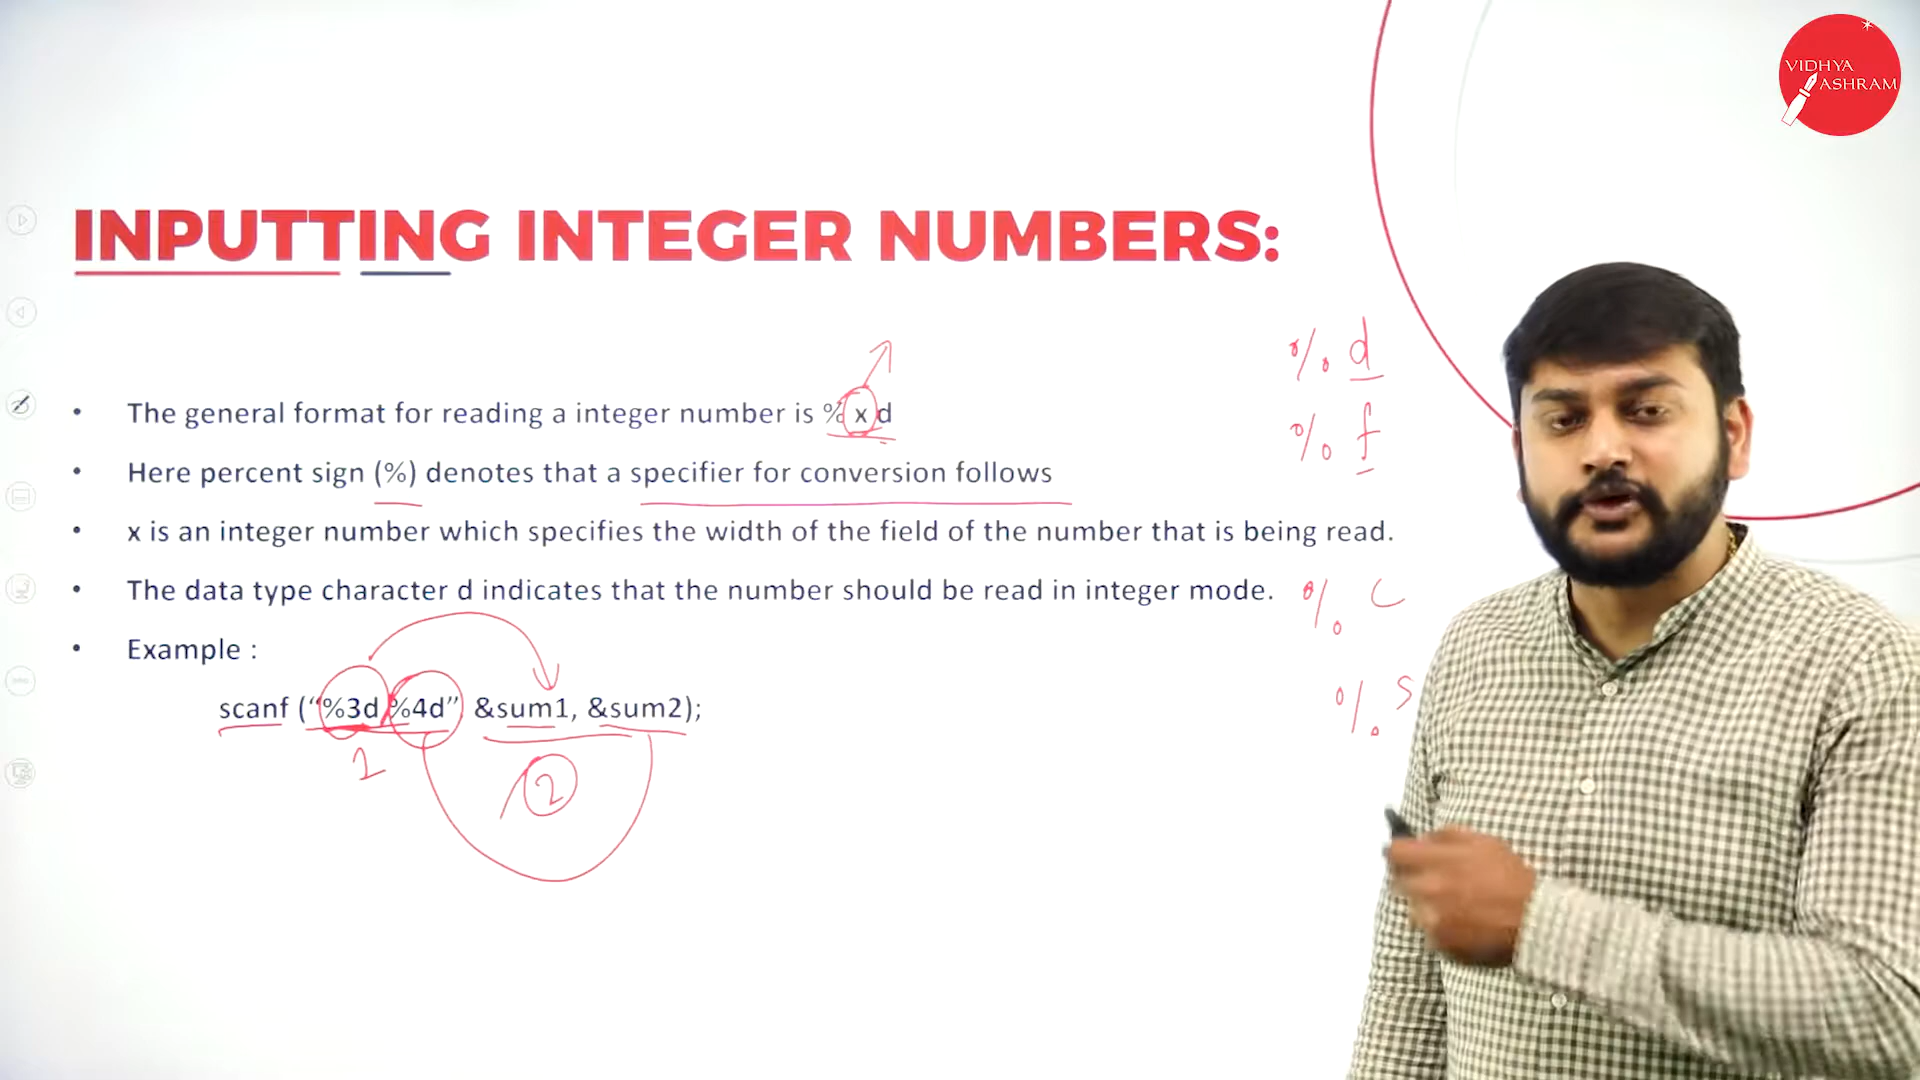 VIDHYA
ASHRAM
INPUTTING INTEGER NUMBERS:
• The general format for reading a integer number is % x d
• Here percent sign (%) denotes that a specifier for conversion follows
• x is an integer number which specifies the width of the field of the number that is being read.
• The data type character d indicates that the number should be read in integer mode.
• Example :
scanf (“%3d %4d” &sum1, &sum2);
1
2
% d
% f
% c
% s